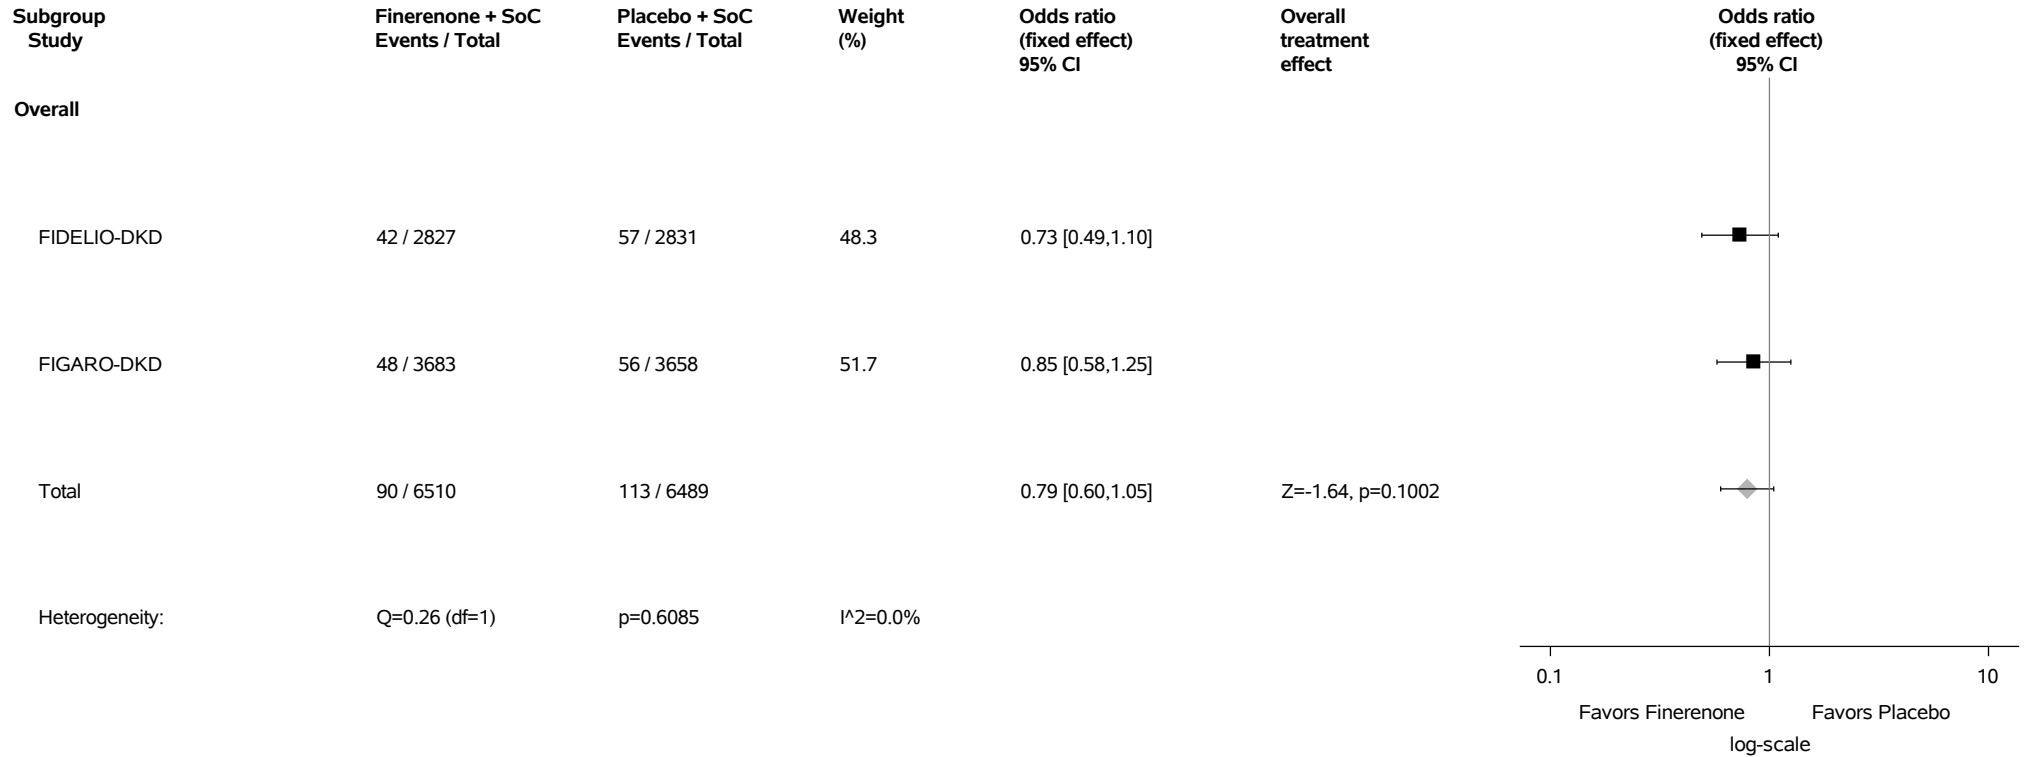 Subgroup Finerenone + SoC Placebo + SoC Weight Odds ratio Overall Odds ratio
Study Events / Total Events / Total (%) (fixed effect) treatment (fixed effect)
95% CI effect 95% CI
Overall
FIDELIO-DKD 42 / 2827 57 / 2831 48.3 0.73 [0.49,1.10]
FIGARO-DKD 48 / 3683 56 / 3658 51.7 0.85 [0.58,1.25]
Total 90 / 6510 113 / 6489 0.79 [0.60,1.05] Z=-1.64, p=0.1002
Heterogeneity: Q=0.26 (df=1) p=0.6085 I^2=0.0%
0.1 1 10
Favors Finerenone Favors Placebo
log-scale